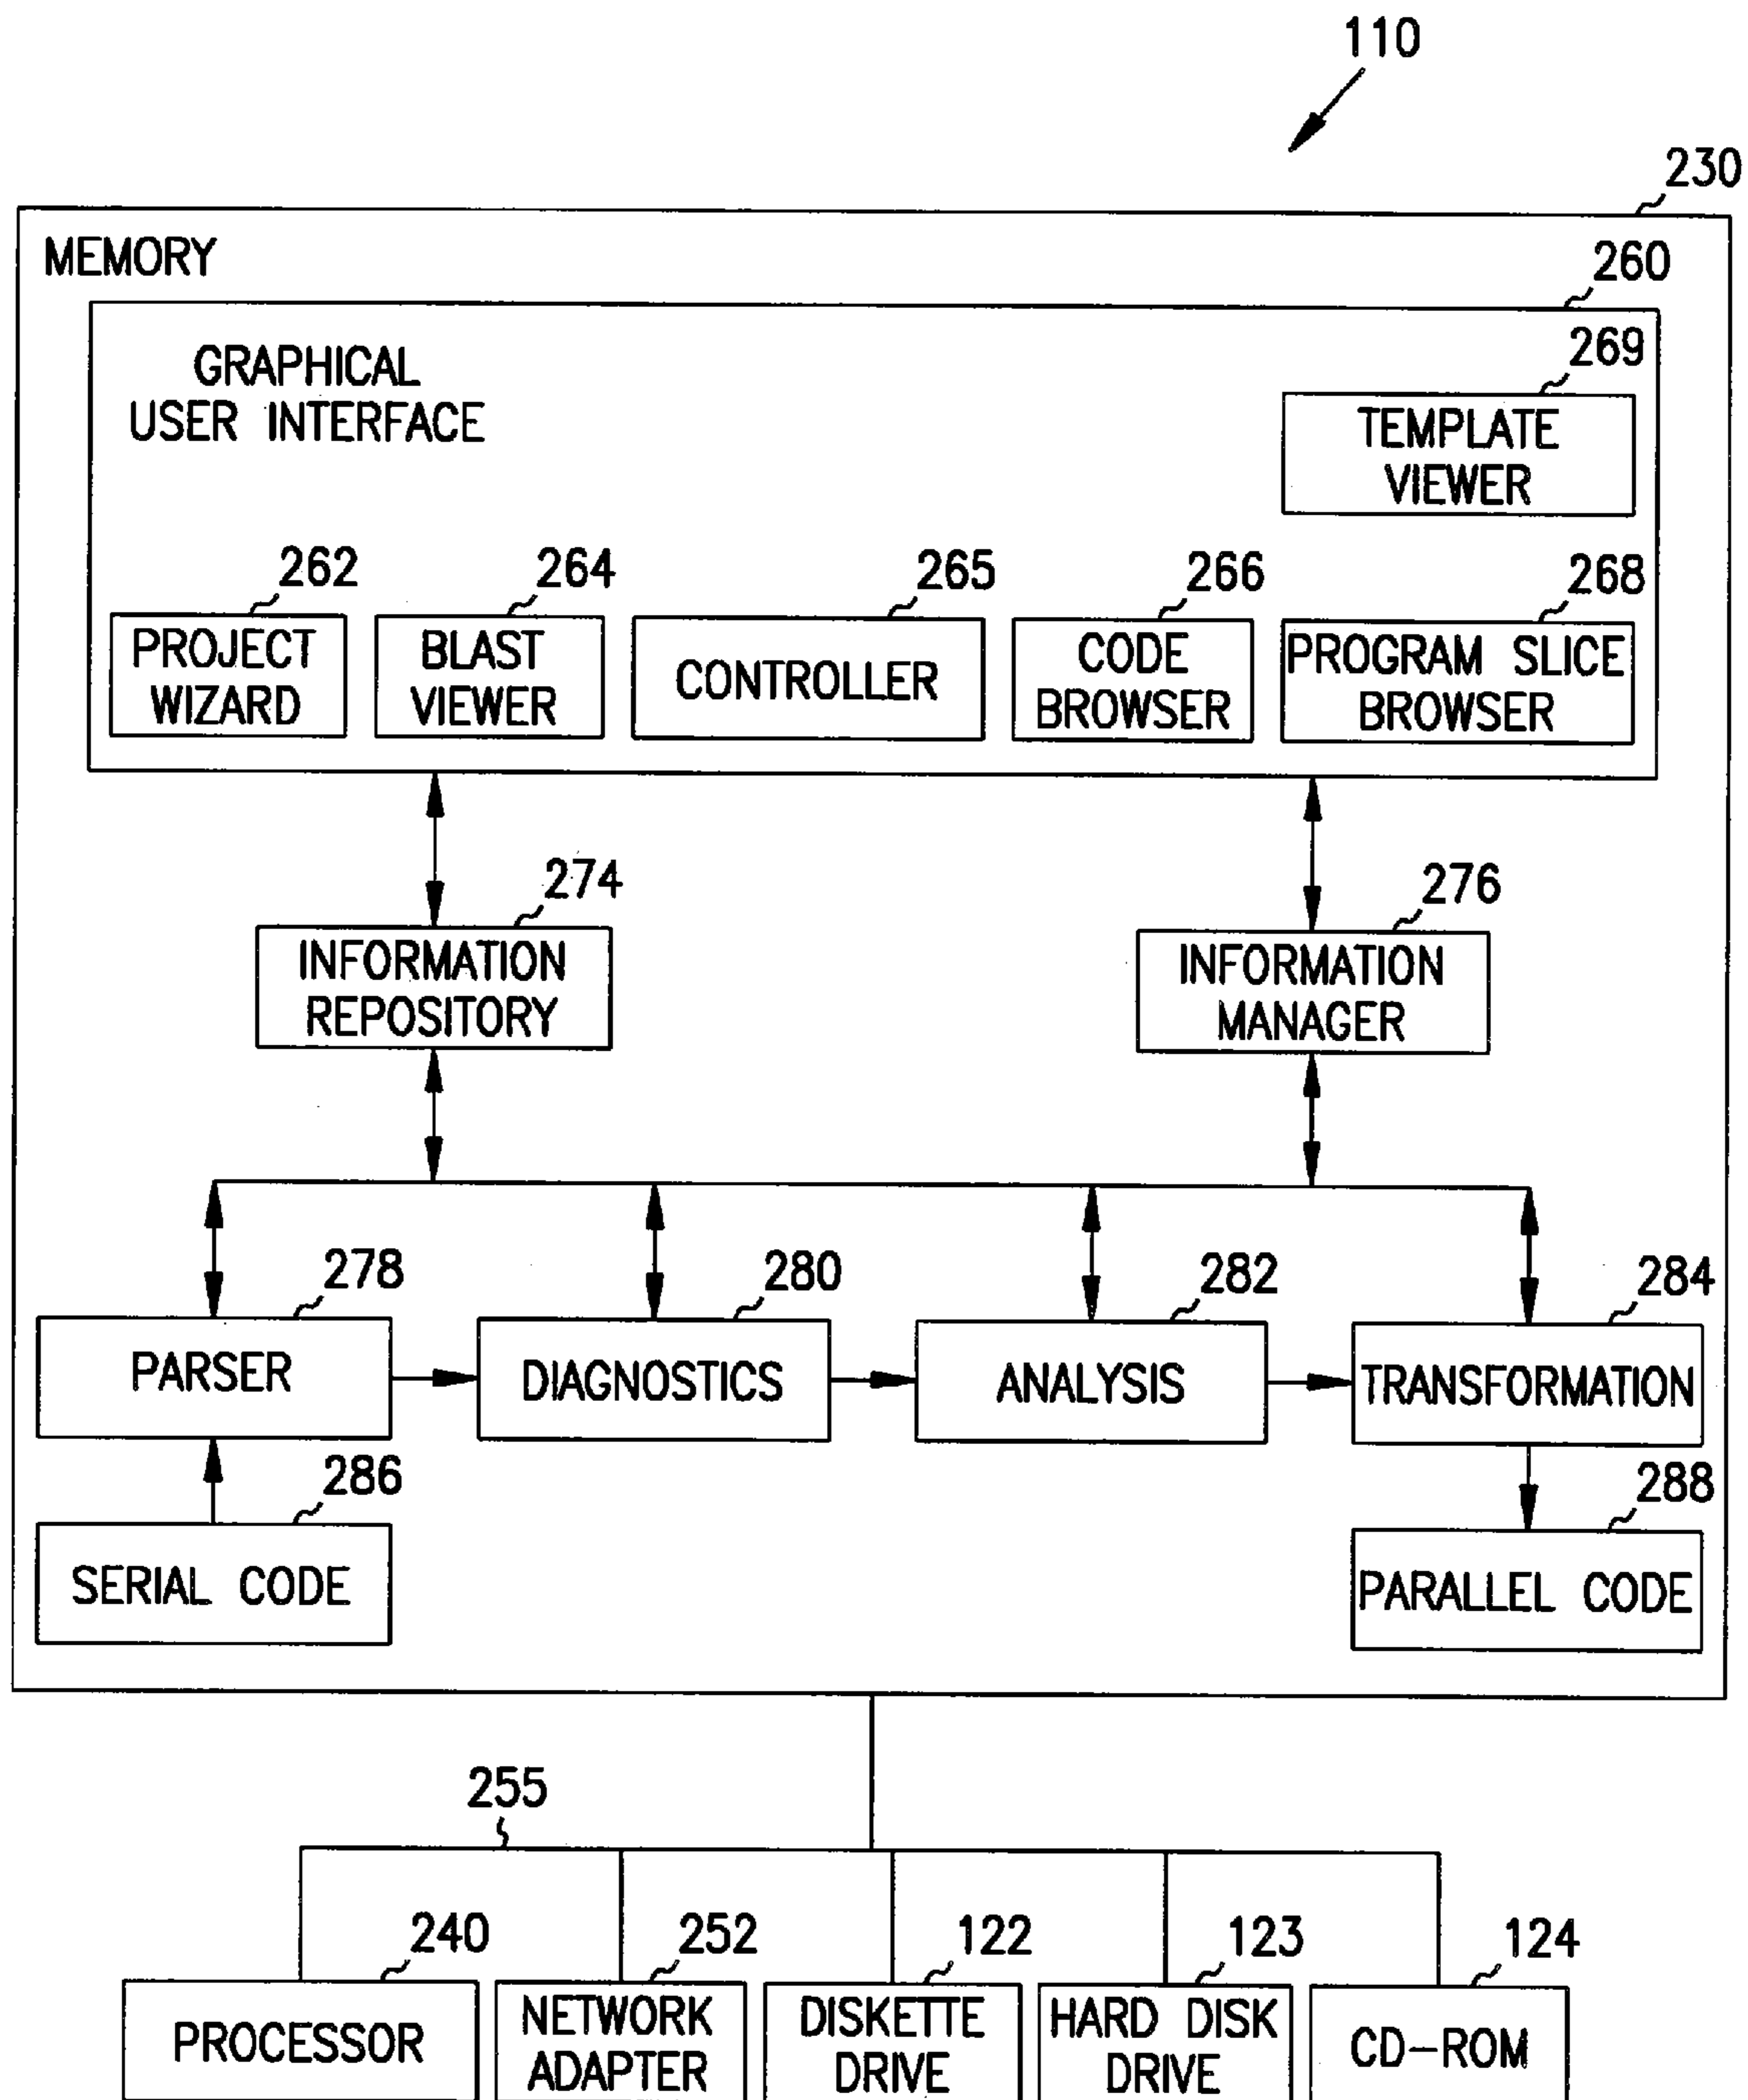 110
230
MEMORY
260
GRAPHICAL
USER INTERFACE
269
TEMPLATE
VIEWER
262
PROJECT
WIZARD
264
BLAST
VIEWER
265
CONTROLLER
266
CODE
BROWSER
268
PROGRAM SLICE
BROWSER
274
INFORMATION
REPOSITORY
276
INFORMATION
MANAGER
278
PARSER
280
DIAGNOSTICS
282
ANALYSIS
284
TRANSFORMATION
286
SERIAL CODE
288
PARALLEL CODE
255
240
PROCESSOR
252
NETWORK
ADAPTER
122
DISKETTE
DRIVE
123
HARD DISK
DRIVE
124
CD-ROM